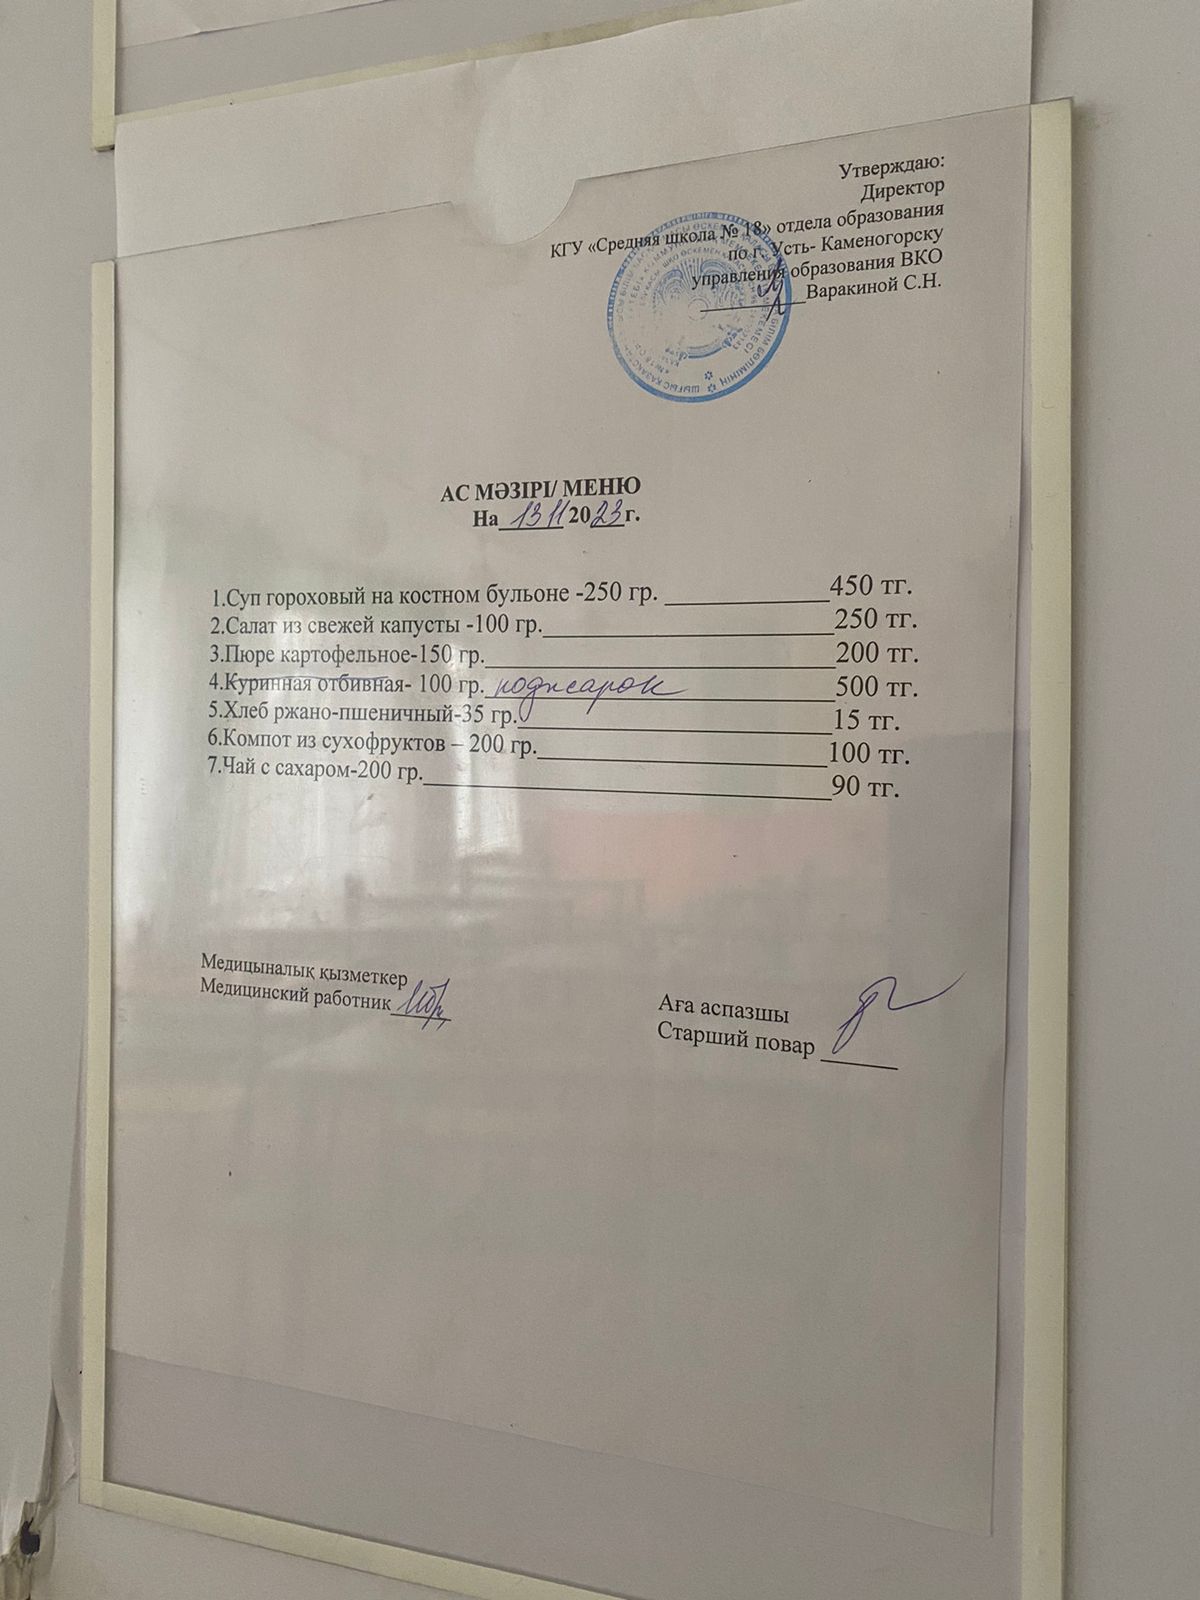 Утверждаю:
Директор
КГУ «Средняя школа № 18» отдела образования
по г. Усть- Каменогорску
управления образования ВКО
Варакиной С.Н.
АС МӘЗІРІ/ МЕНЮ
На 13 11 2023 г.
1.Суп гороховый на костном бульоне -250 гр. 450 тг.
2.Салат из свежей капусты -100 гр. 250 тг.
3.Пюре картофельное-150 гр. 200 тг.
4.Куринная отбивная- 100 гр. поджарок 500 тг.
5.Хлеб ржано-пшеничный-35 гр. 15 тг.
6.Компот из сухофруктов – 200 гр. 100 тг.
7.Чай с сахаром-200 гр. 90 тг.
Медицыналық қызметкер
Медицинский работник
Аға аспазшы
Старший повар